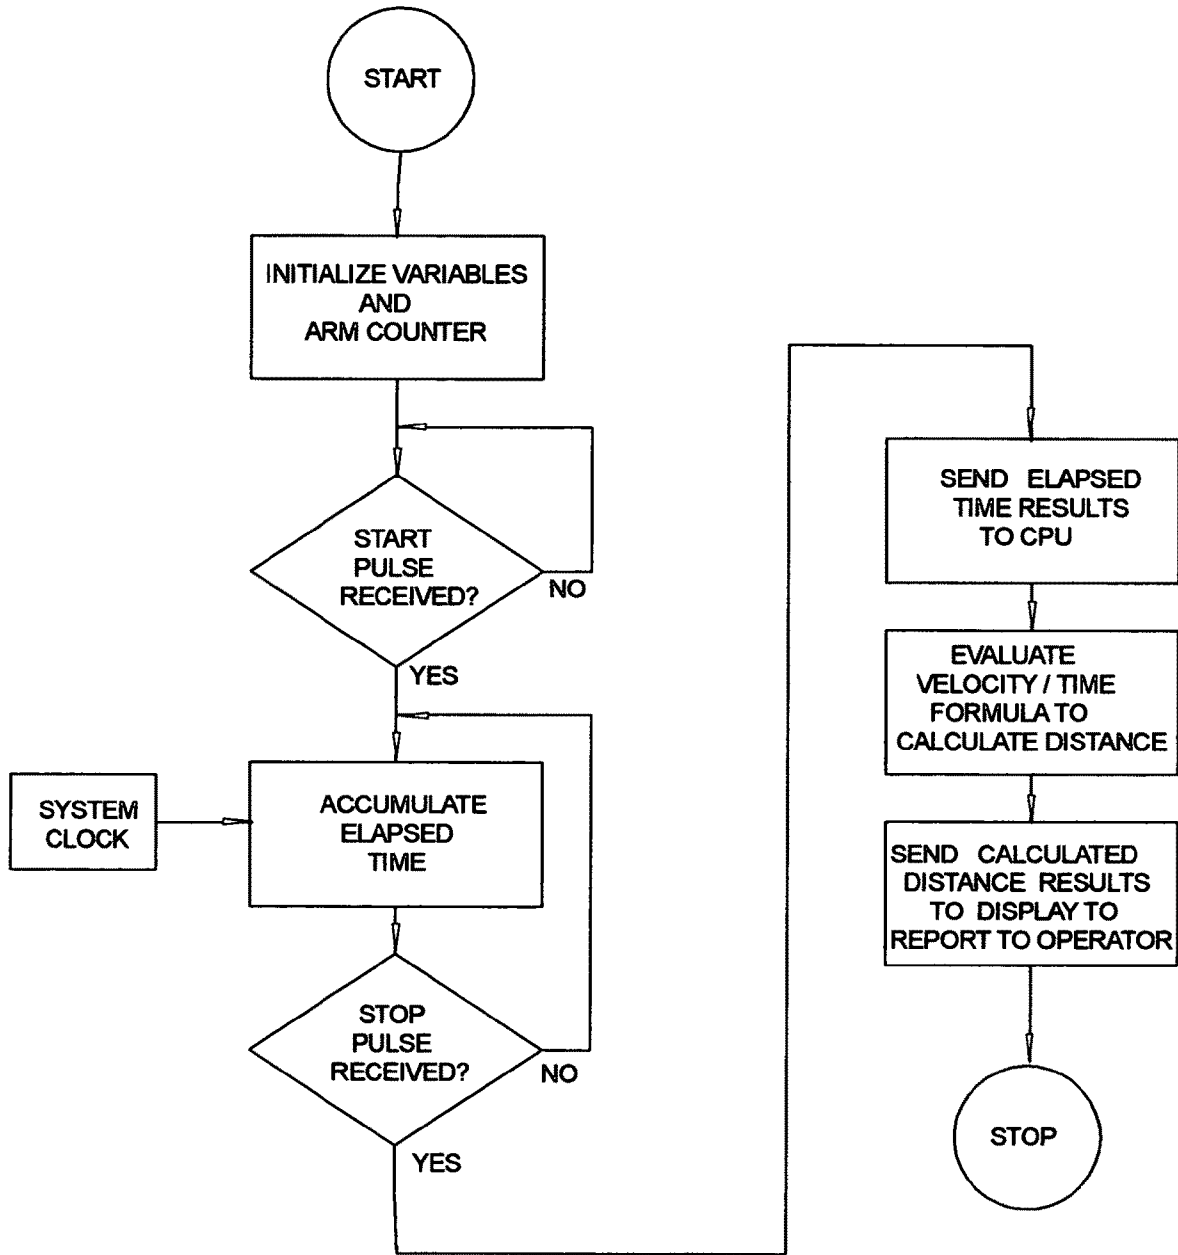 START
INITIALIZE VARIABLES
AND
ARM COUNTER
START
PULSE
RECEIVED?
NO
YES
SYSTEM
CLOCK
ACCUMULATE
ELAPSED
TIME
STOP
PULSE
RECEIVED?
NO
YES
SEND ELAPSED
TIME RESULTS
TO CPU
EVALUATE
VELOCITY / TIME
FORMULA TO
CALCULATE DISTANCE
SEND CALCULATED
DISTANCE RESULTS
TO DISPLAY TO
REPORT TO OPERATOR
STOP